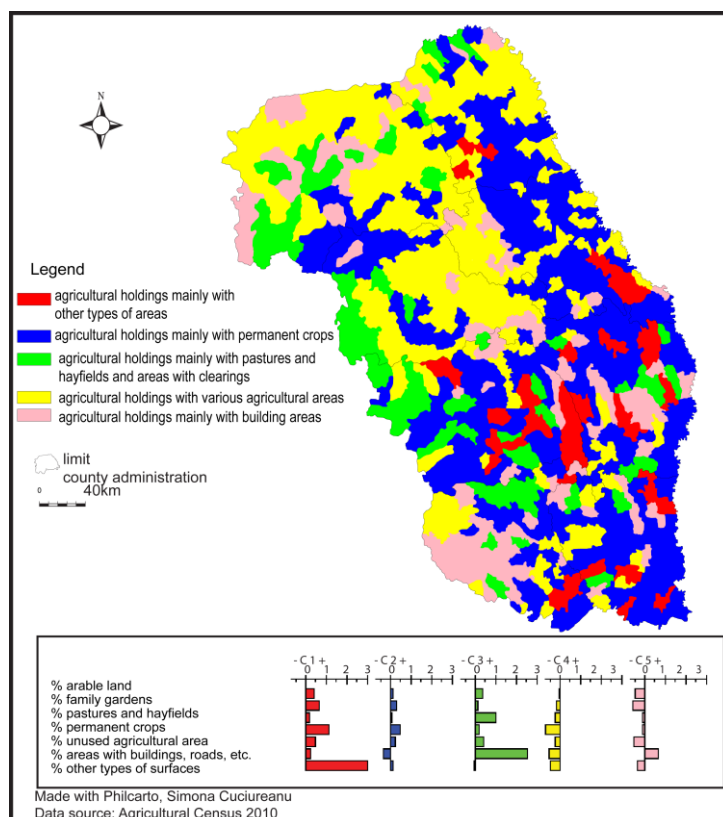 N
Legend
agricultural holdings mainly with
other types of areas
agricultural holdings mainly with permanent crops
agricultural holdings mainly with pastures and
hayfields and areas with clearings
agricultural holdings with various agricultural areas
agricultural holdings mainly with building areas
limit
county administration
0 40km
- C 1 + - C 2 + - C 3 + - C 4 + - C 5 +
0 1 2 3 0 1 2 3 0 1 2 3 0 1 2 3 0 1 2 3
% arable land
% family gardens
% pastures and hayfields
% permanent crops
% unused agricultural area
% areas with buildings, roads, etc.
% other types of surfaces
Made with Philcarto, Simona Cuciureanu
Data source: Agricultural Census 2010